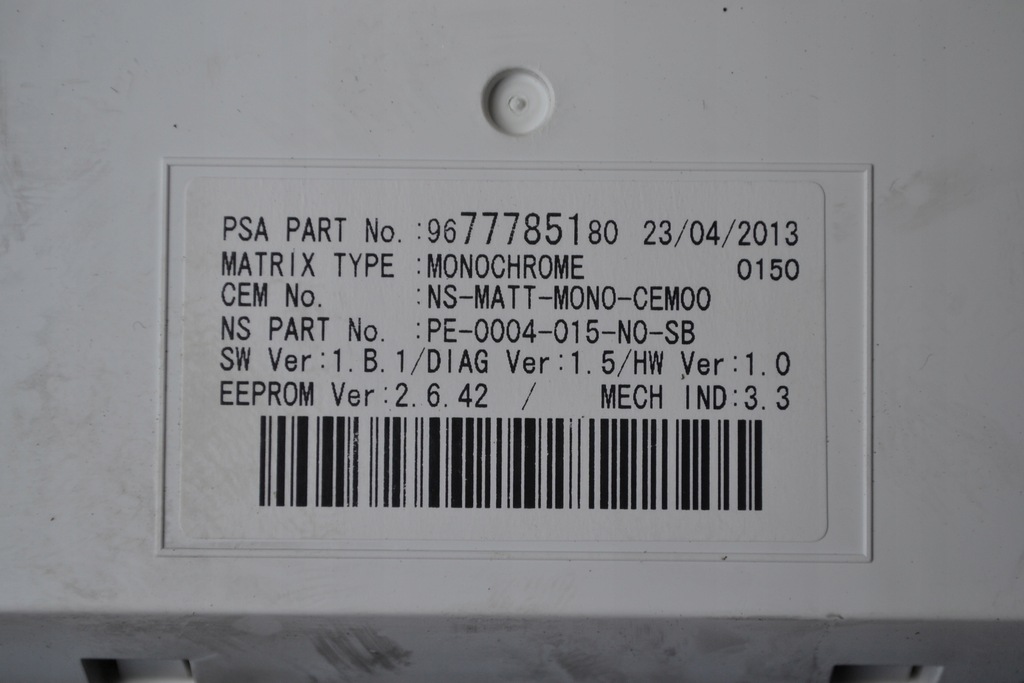 PSA PART No. :9677785180 23/04/2013
MATRIX TYPE :MONOCHROME 0150
CEM No. :NS-MATT-MONO-CEM00
NS PART No. :PE-0004-015-N0-SB
SW Ver:1.B.1/DIAG Ver:1.5/HW Ver:1.0
EEPROM Ver:2.6.42 / MECH IND:3.3